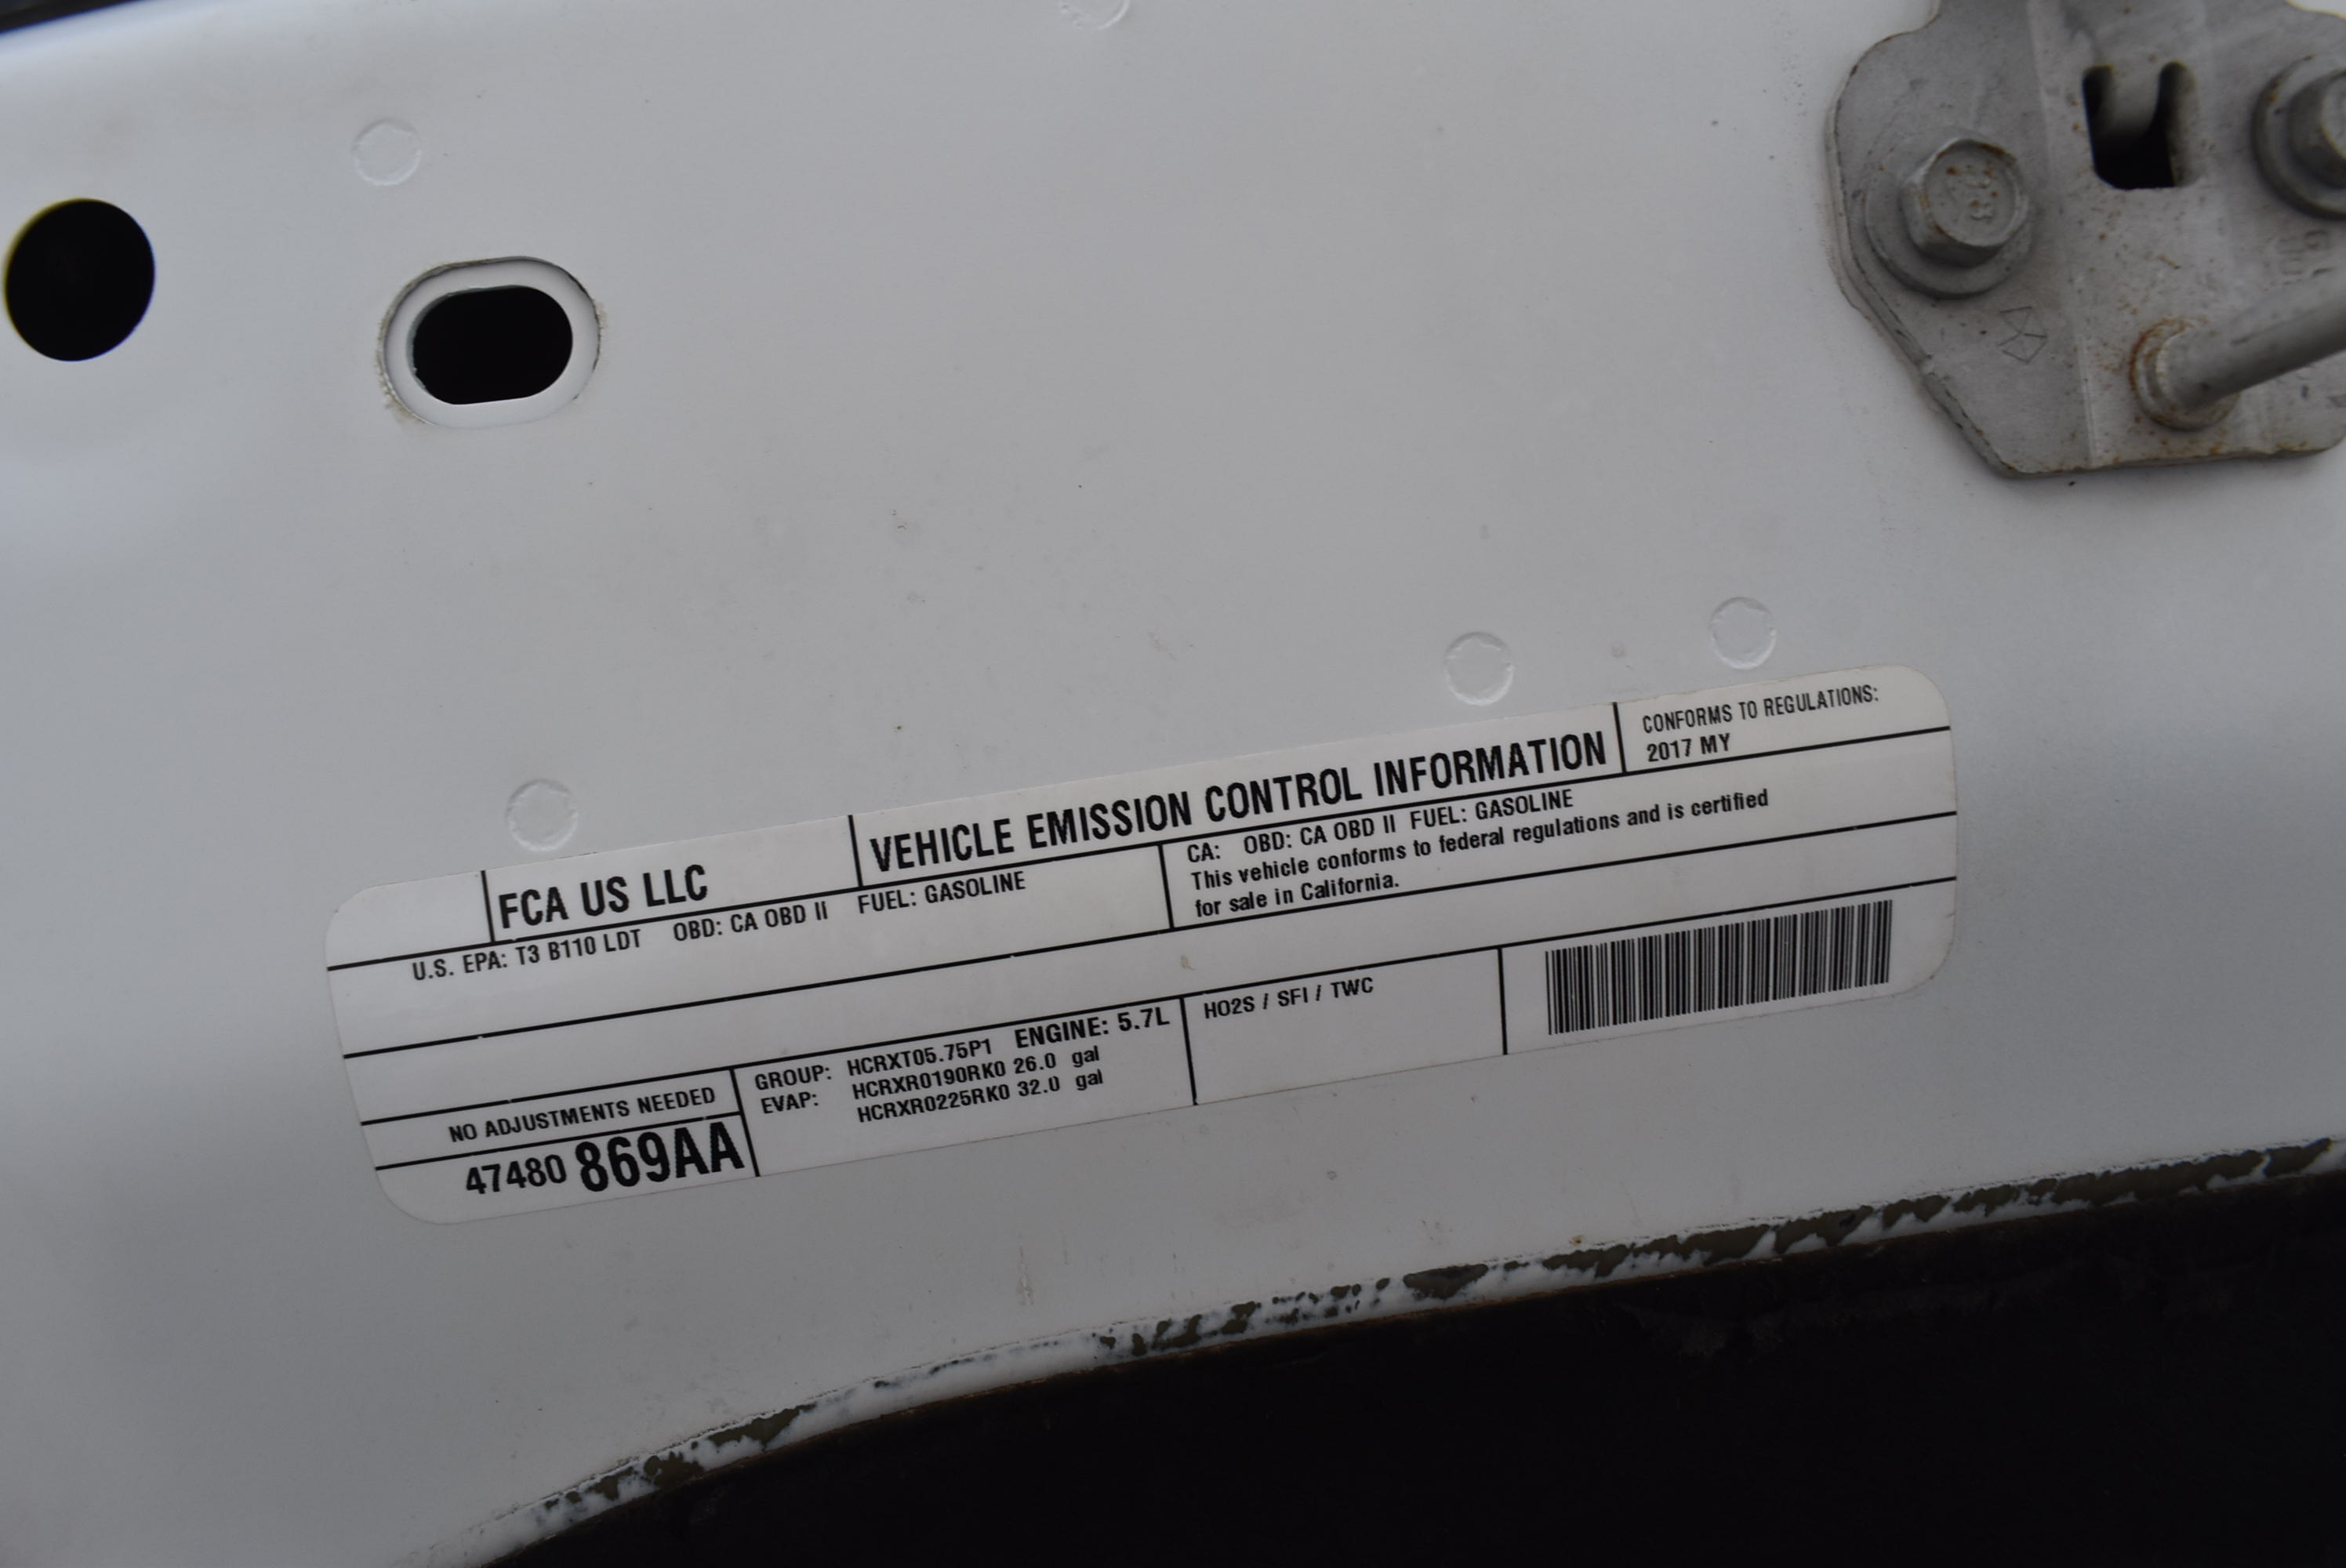 FCA US LLC
VEHICLE EMISSION CONTROL INFORMATION
CONFORMS TO REGULATIONS:
2017 MY
U.S. EPA: T3 B110 LDT OBD: CA OBD II FUEL: GASOLINE
CA: OBD: CA OBD II FUEL: GASOLINE
This vehicle conforms to federal regulations and is certified
for sale in California.
NO ADJUSTMENTS NEEDED
47480 869AA
GROUP: HCRXT05.75P1 ENGINE: 5.7L
EVAP: HCRXR0190RK0 26.0 gal
HCRXR0225RK0 32.0 gal
HO2S / SFI / TWC